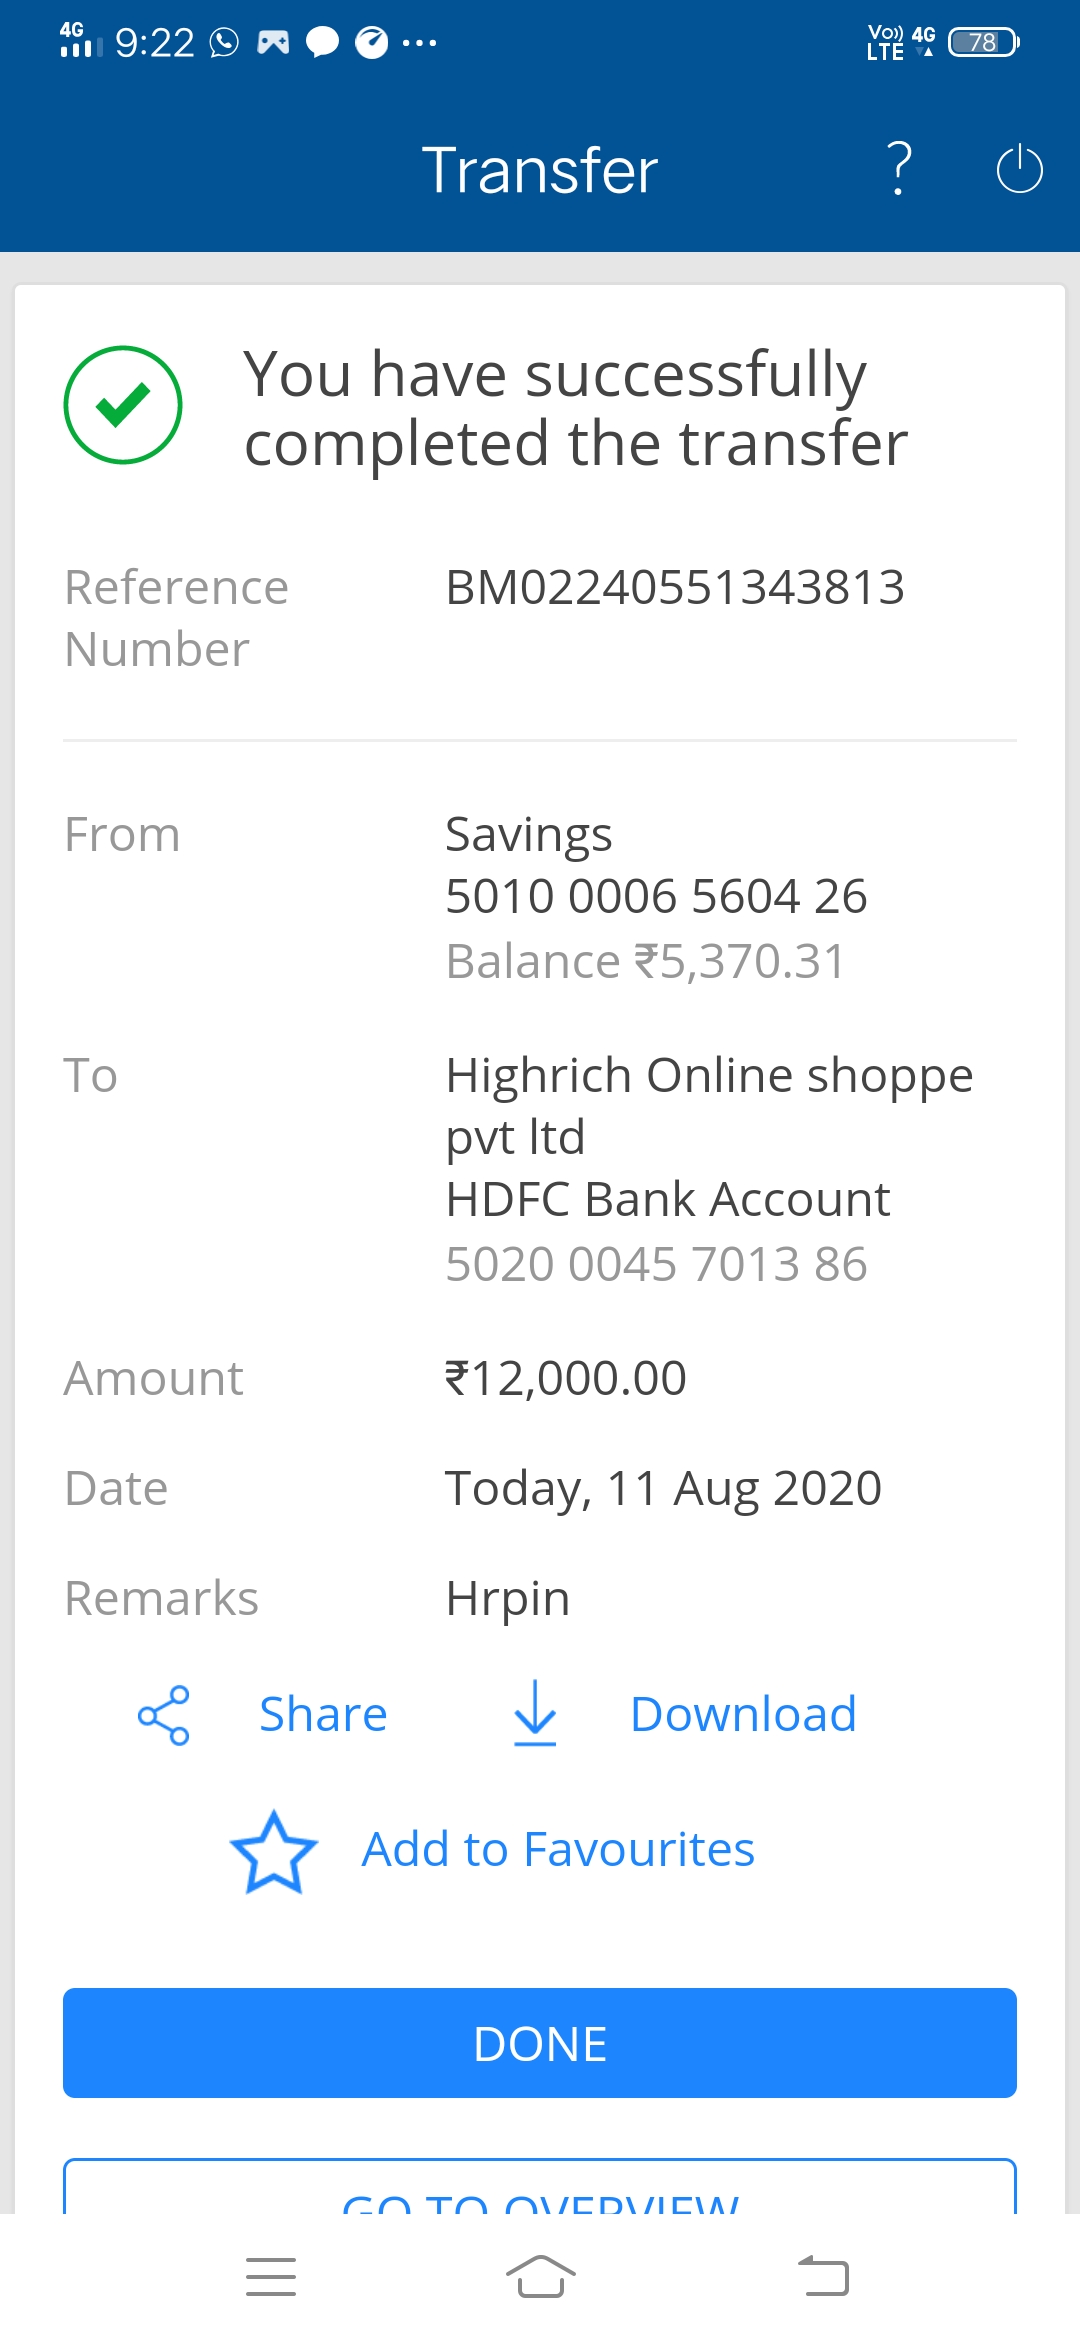 4G 9:22 Vo)) LTE 4G 78
Transfer ?
You have successfully
completed the transfer
Reference Number BM02240551343813
From Savings
5010 0006 5604 26
Balance ₹5,370.31
To Highrich Online shoppe
pvt ltd
HDFC Bank Account
5020 0045 7013 86
Amount ₹12,000.00
Date Today, 11 Aug 2020
Remarks Hrpin
Share Download
Add to Favourites
DONE
GO TO OVERVIEW